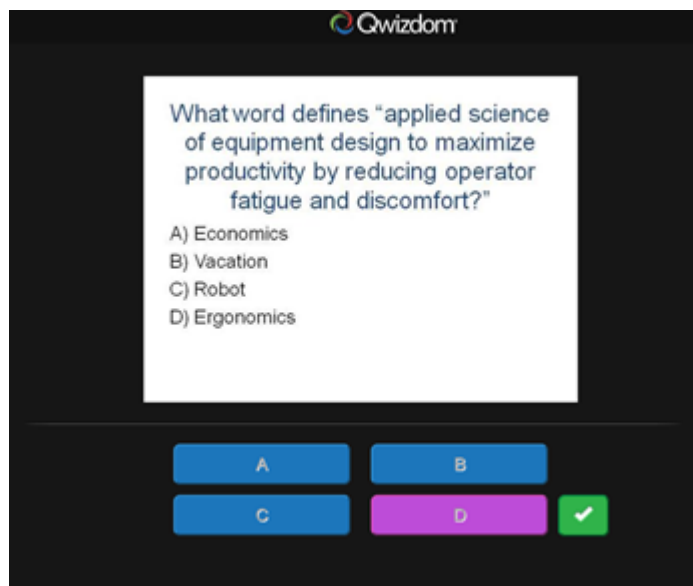 Qwizdom
What word defines “applied science
of equipment design to maximize
productivity by reducing operator
fatigue and discomfort?”
A) Economics
B) Vacation
C) Robot
D) Ergonomics
A
B
C
D